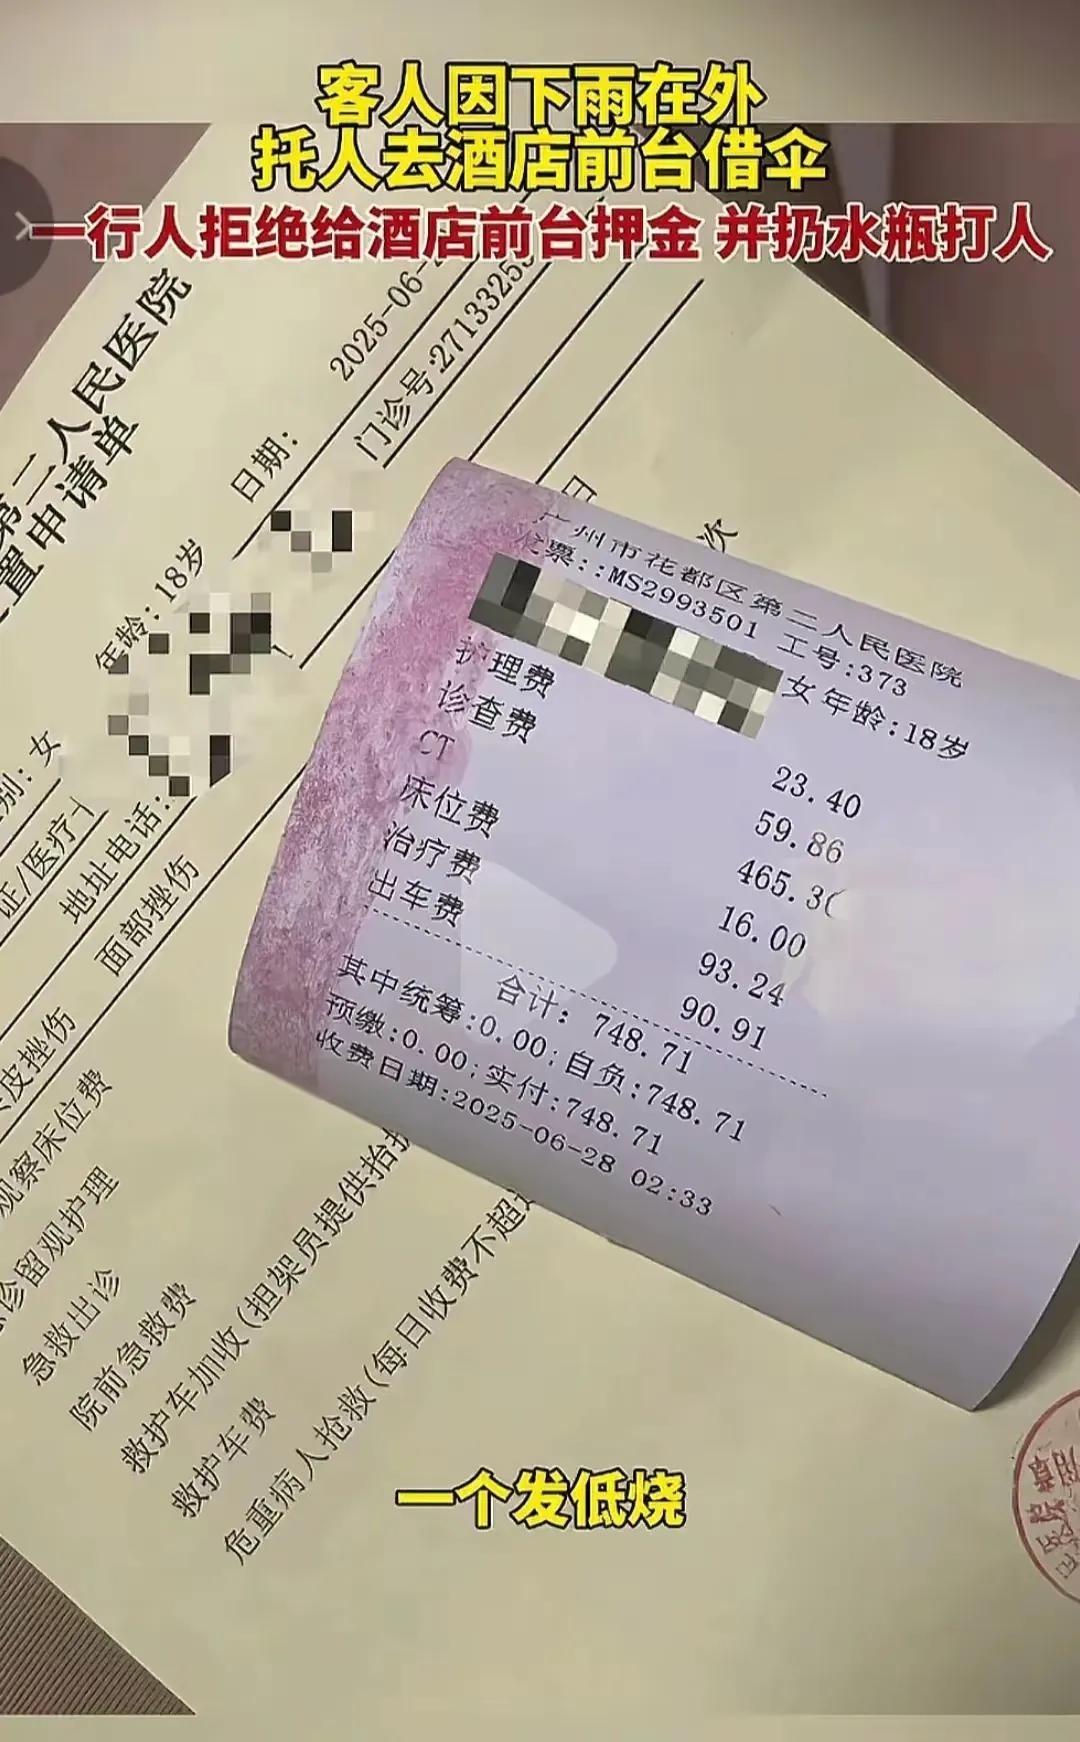 客人因下雨在外
托人去酒店前台借伞
一行人拒绝给酒店前台押金 并扔水瓶打人
第二人民医院
置申请单
日期:
2025-06-
门诊号:27133255
年龄:18岁
别:女
证/医疗卡
地址电话:
面部挫伤
皮挫伤
观察床位费
诊留观护理
急救出诊
院前急救费
救护车加收(担架员提供抬
救护车费
危重病人抢救(每日收费不超
日
次
广州市花都区第二人民医院
发票::MS2993501 工号:373
女 年龄:18岁
护理费 23.40
诊查费 59.86
CT 465.3
床位费 16.00
治疗费 93.24
出车费 90.91
合计: 748.71
其中统筹:0.00;自负:748.71
预缴:0.00;实付:748.71
收费日期:2025-06-28 02:33
一个发低烧